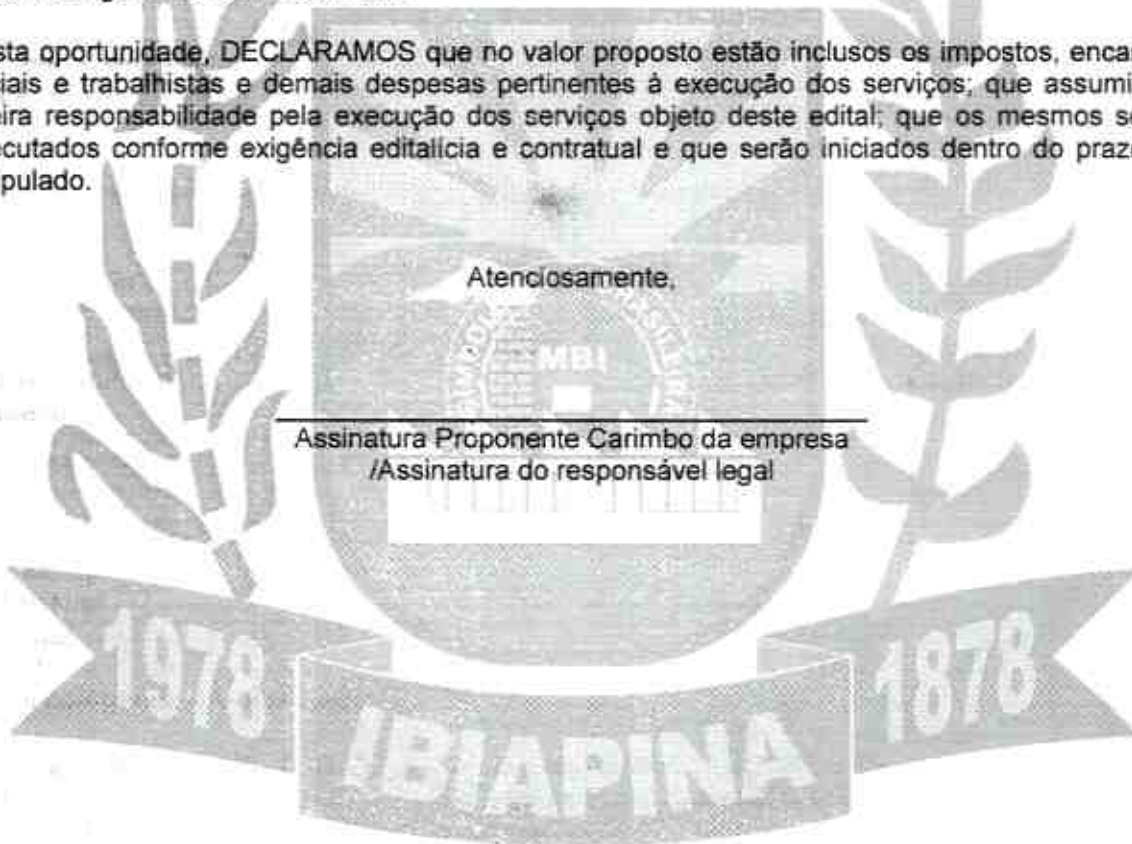 sta oportunidade, DECLARAMOS que no valor proposto estão inclusos os impostos, encar
iais e trabalhistas e demais despesas pertinentes à execução dos serviços; que assumi
eira responsabilidade pela execução dos serviços objeto deste edital; que os mesmos se
ecutados conforme exigência editalícia e contratual e que serão iniciados dentro do praz
pulado.
Atenciosamente,
MBI
Assinatura Proponente Carimbo da empresa
/Assinatura do responsável legal
1978
1878
IBIAPINA